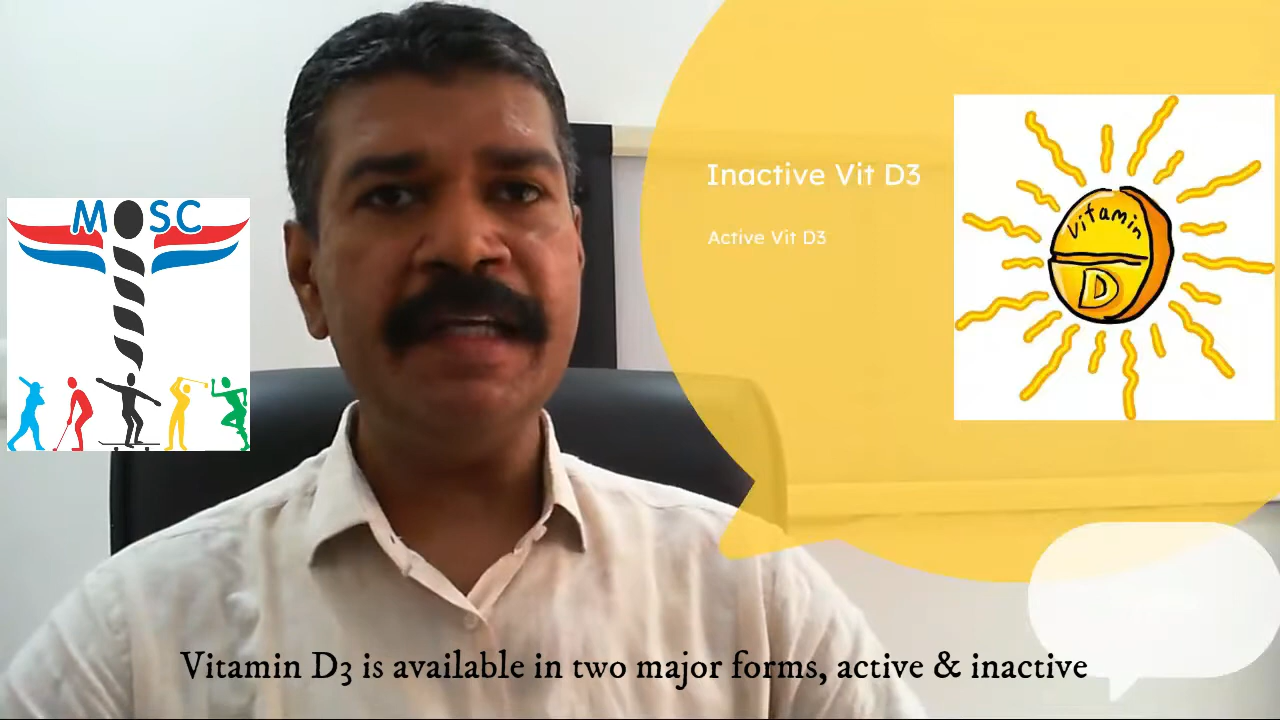 MOSC
Inactive Vit D3
Active Vit D3
Vitamin
D
Vitamin D3 is available in two major forms, active & inactive